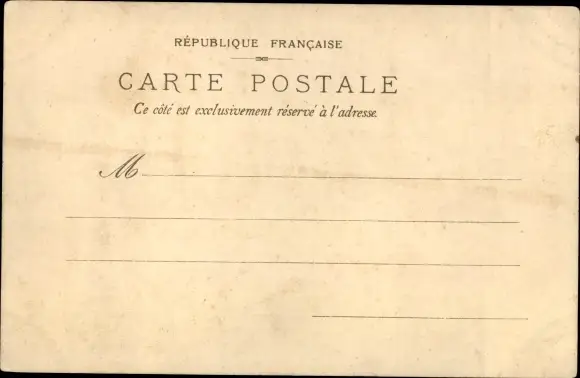 RÉPUBLIQUE FRANÇAISE
CARTE POSTALE
Ce côté est exclusivement réservé à l'adresse.
M